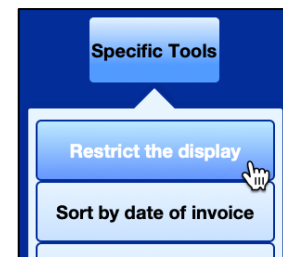 Specific Tools
Restrict the display
Sort by date of invoice